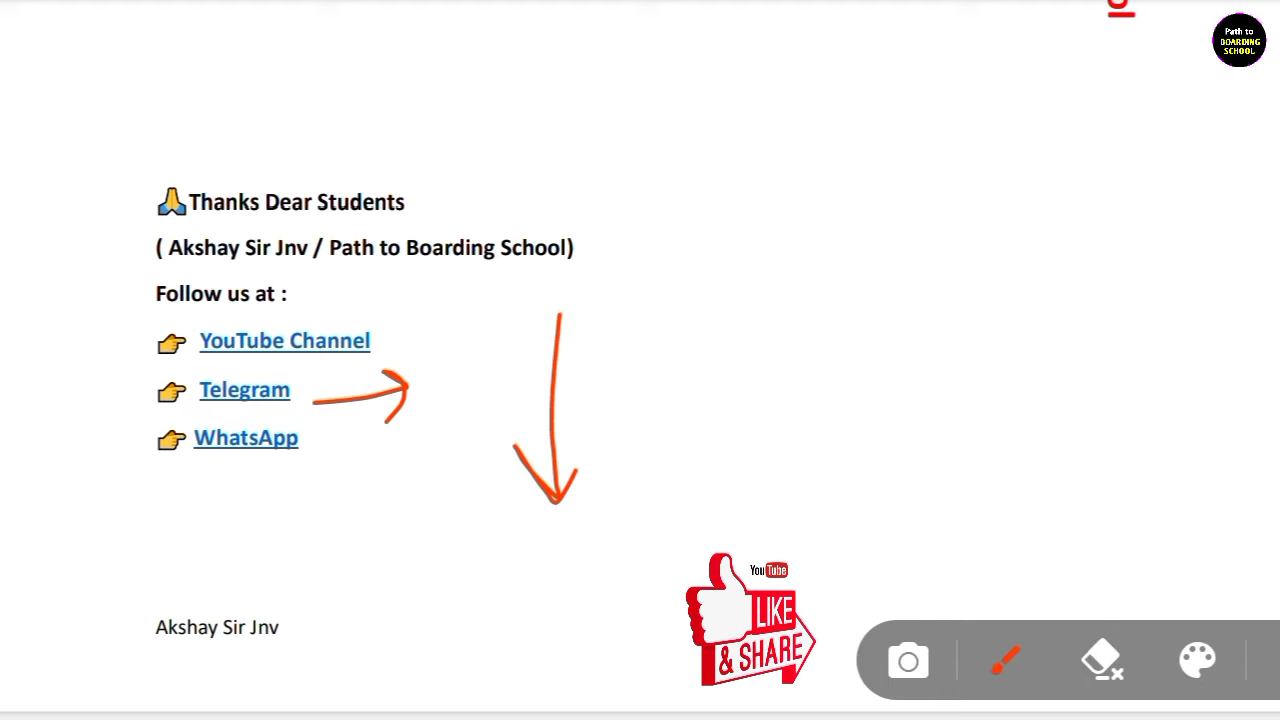 Path to
BOARDING
SCHOOL
🙏Thanks Dear Students
( Akshay Sir Jnv / Path to Boarding School)
Follow us at :
👉 YouTube Channel
👉 Telegram
👉 WhatsApp
YouTube
LIKE
& SHARE
Akshay Sir Jnv